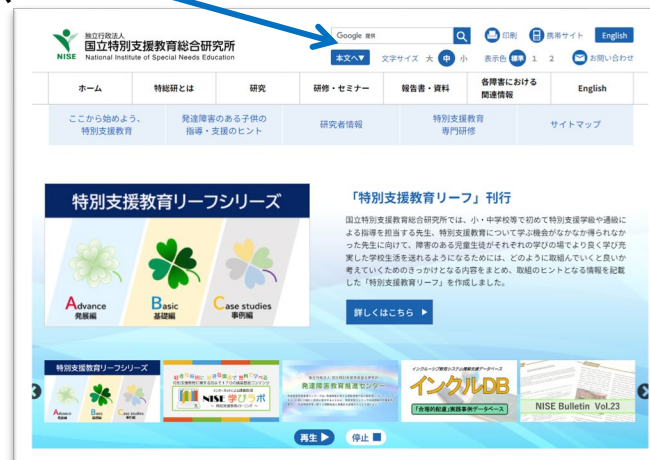 独立行政法人
国立特別支援教育総合研究所
NISE National Institute of Special Needs Education
Google 提供
印刷
携帯サイト
English
本文へ▼
文字サイズ 大 中 小
表示色 標準 1 2
お問い合わせ
ホーム
特総研とは
研究
研修・セミナー
報告書・資料
各障害における
関連情報
English
ここから始めよう、
特別支援教育
発達障害のある子供の
指導・支援のヒント
研究者情報
特別支援教育
専門研修
サイトマップ
特別支援教育リーフシリーズ
Advance
発展編
Basic
基礎編
Case studies
事例編
「特別支援教育リーフ」刊行
国立特別支援教育総合研究所では、小・中学校等で初めて特別支援学級や通級に
よる指導を担当する先生、特別支援教育について学ぶ機会がなかなか得られなか
った先生に向けて、障害のある児童生徒がそれぞれの学びの場でより良く学び充
実した学校生活を送れるようになるためには、どのように取組んでいくと良いか
考えていくためのきっかけとなる内容をまとめ、取組のヒントとなる情報を記載
した「特別支援教育リーフ」を作成しました。
詳しくはこちら ▶
特別支援教育リーフシリーズ
Advance
発展編
Basic
基礎編
Case studies
事例編
NISE 学びラボ
発達障害教育推進センター
インクルDB
「合理的配慮」実践事例データベース
NISE Bulletin Vol.23
再生 ▶
停止 ■